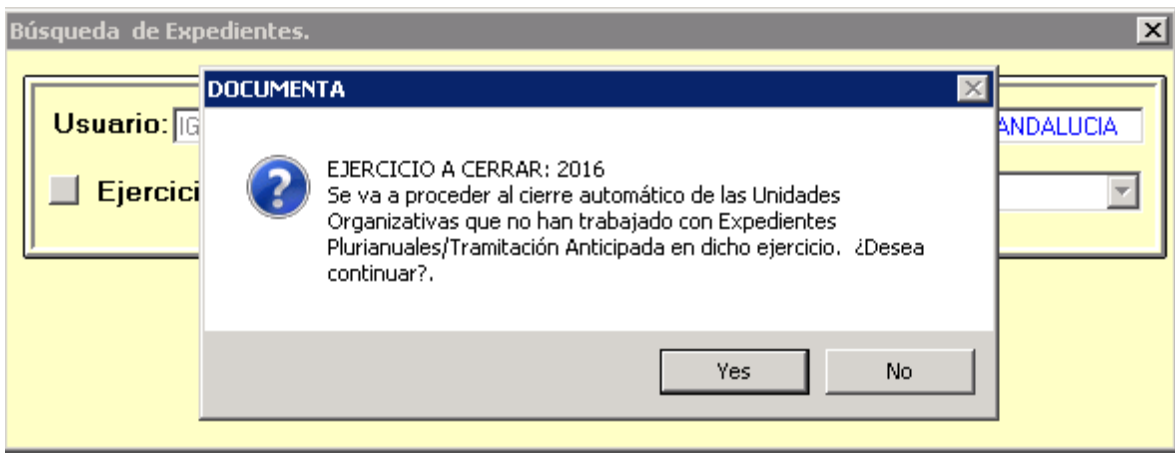 Búsqueda de Expedientes.
DOCUMENTA
Usuario: IG ANDALUCIA
EJERCICIO A CERRAR: 2016
Se va a proceder al cierre automático de las Unidades
Organizativas que no han trabajado con Expedientes
Plurianuales/Tramitación Anticipada en dicho ejercicio. ¿Desea
continuar?.
Ejercici
Yes
No